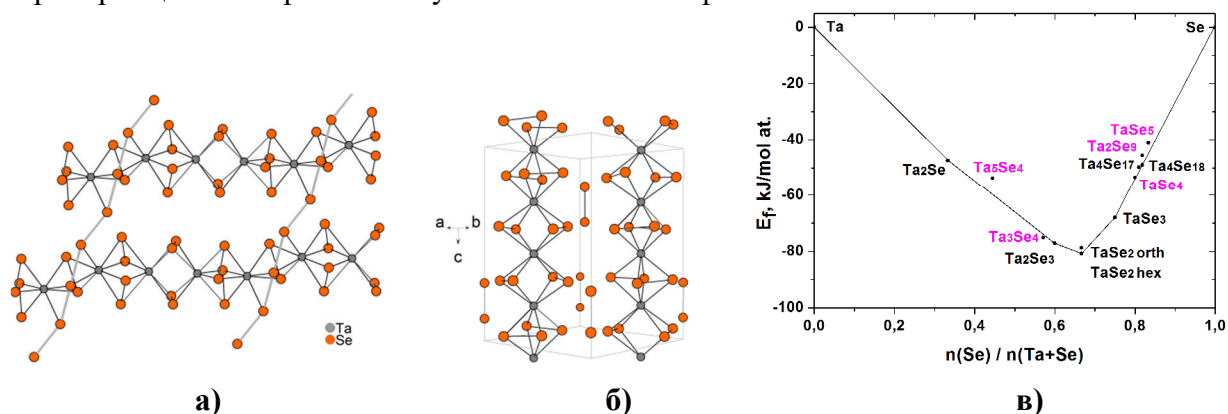 Ta
Se
a
b
c
E_f, kJ/mol at.
0
-20
-40
-60
-80
-100
Ta
Se
TaSe₅
Ta₂Se₉
Ta₄Se₁₇
Ta₄Se₁₈
TaSe₄
Ta₂Se
Ta₅Se₄
TaSe₃
Ta₃Se₄
Ta₂Se₃
TaSe₂ orth
TaSe₂ hex
0,0
0,2
0,4
0,6
0,8
1,0
n(Se) / n(Ta+Se)
а)
б)
в)